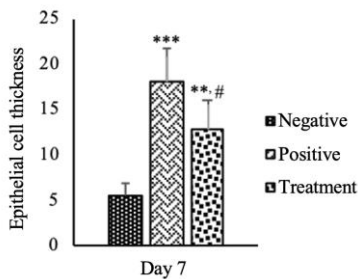 25
20
15
10
5
0
Epithelial cell thickness
***
**,#
Day 7
Negative
Positive
Treatment